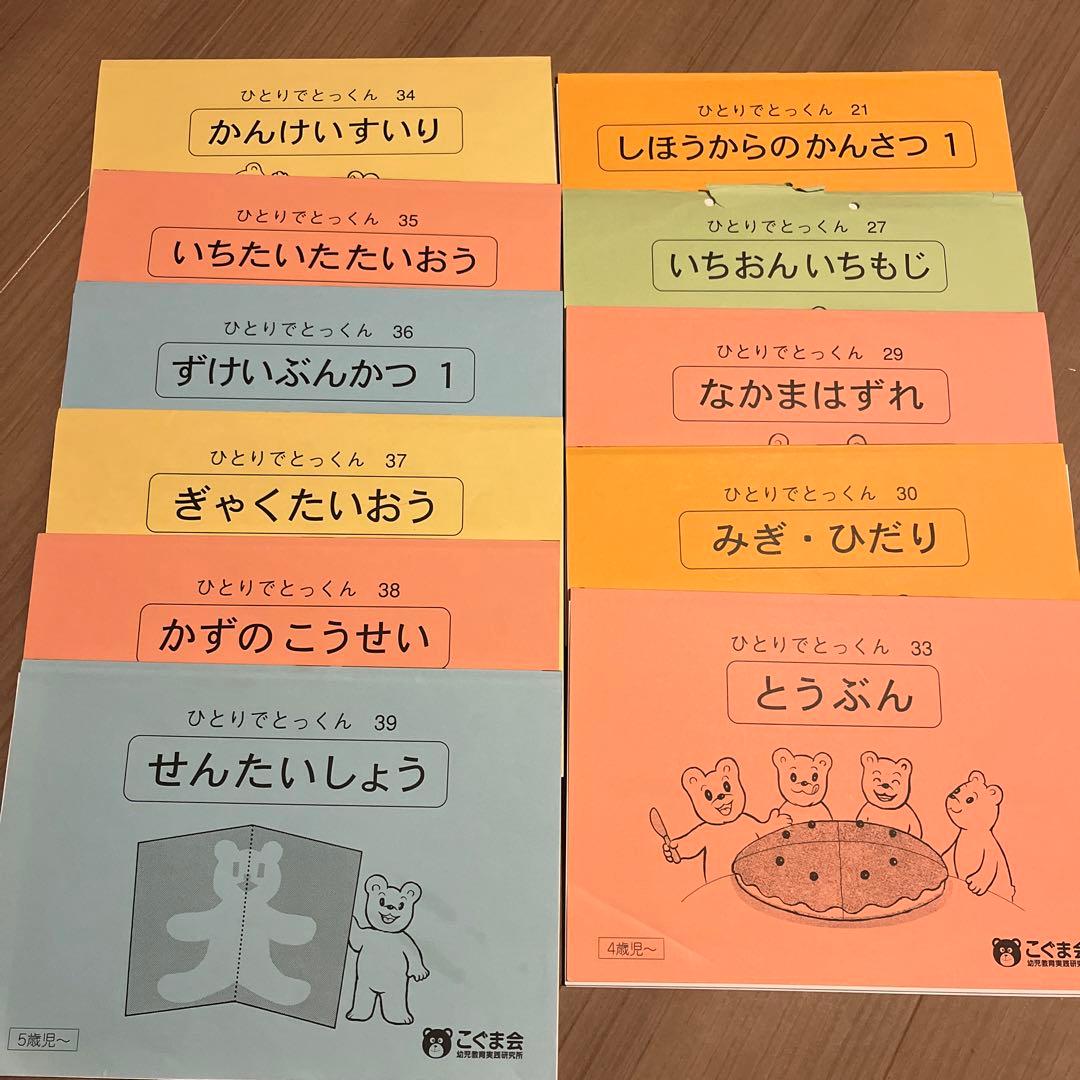 ひとりでとっくん 34
かんけいすいり
ひとりでとっくん 35
いちたいた たいおう
ひとりでとっくん 36
ずけいぶんかつ 1
ひとりでとっくん 37
ぎゃくたいおう
ひとりでとっくん 38
かずの こうせい
ひとりでとっくん 39
せんたいしょう
5歳児〜
こぐま会
幼児教育実践研究所
ひとりでとっくん 21
しほうからの かんさつ 1
ひとりでとっくん 27
いちおん いちもじ
ひとりでとっくん 29
なかまはずれ
ひとりでとっくん 30
みぎ・ひだり
ひとりでとっくん 33
とうぶん
4歳児〜
こぐま会
幼児教育実践研究